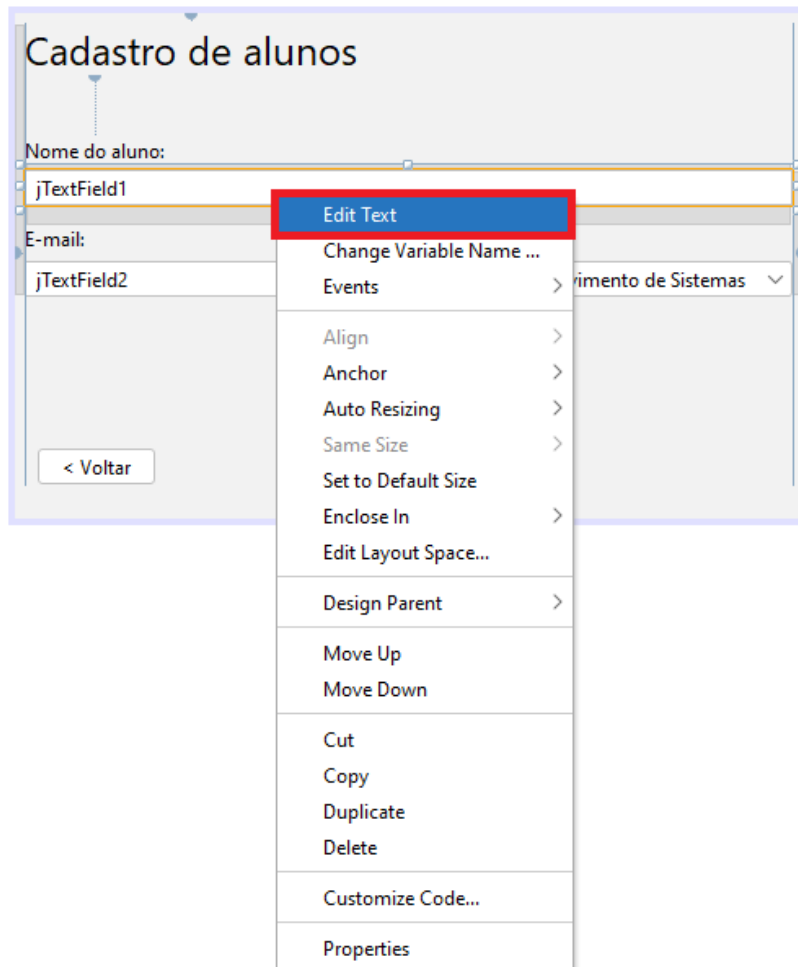 Cadastro de alunos
Nome do aluno:
jTextField1
E-mail:
jTextField2
vimento de Sistemas
< Voltar
Edit Text
Change Variable Name ...
Events
Align
Anchor
Auto Resizing
Same Size
Set to Default Size
Enclose In
Edit Layout Space...
Design Parent
Move Up
Move Down
Cut
Copy
Duplicate
Delete
Customize Code...
Properties